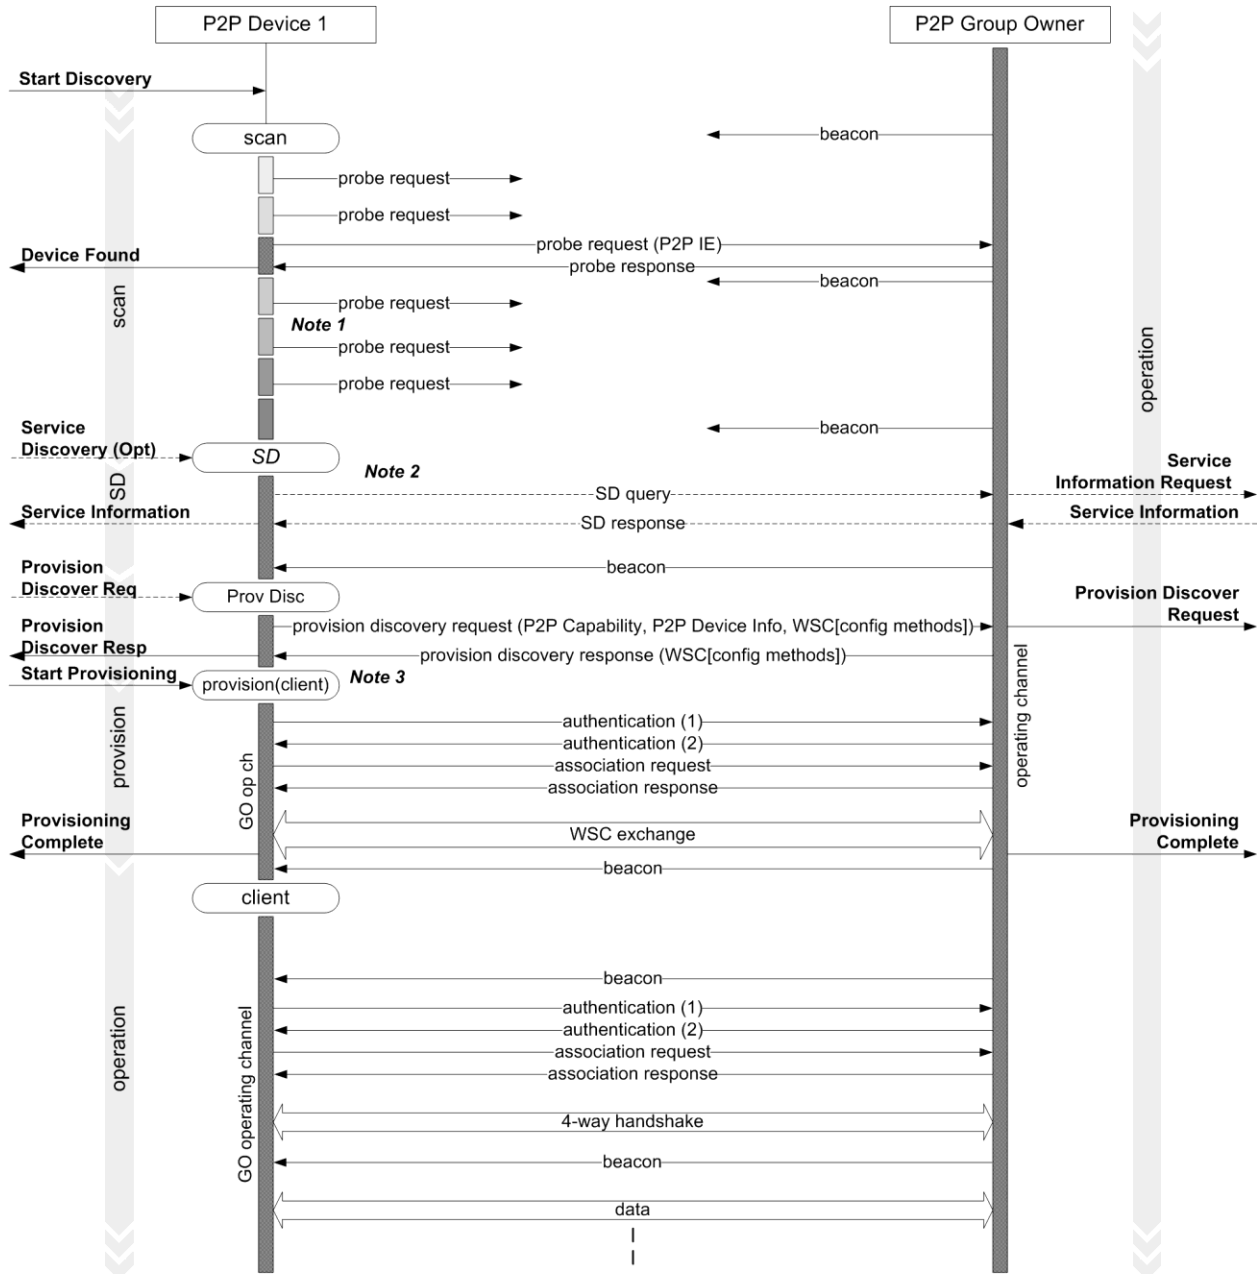 P2P Device 1
P2P Group Owner
Start Discovery
scan
beacon
probe request
probe request
probe request (P2P IE)
Device Found
probe response
beacon
probe request
scan
Note 1
probe request
operation
probe request
Service
Discovery (Opt)
beacon
SD
Note 2
Service
Information Request
SD
SD query
Service Information
SD response
Service Information
beacon
Provision
Discover Req
Prov Disc
Provision Discover
Request
Provision
Discover Resp
provision discovery request (P2P Capability, P2P Device Info, WSC[config methods])
provision discovery response (WSC[config methods])
Start Provisioning
provision(client)
Note 3
provision
authentication (1)
authentication (2)
association request
association response
GO op ch
operating channel
Provisioning
Complete
WSC exchange
Provisioning
Complete
beacon
client
beacon
authentication (1)
authentication (2)
association request
association response
operation
GO operating channel
4-way handshake
beacon
data